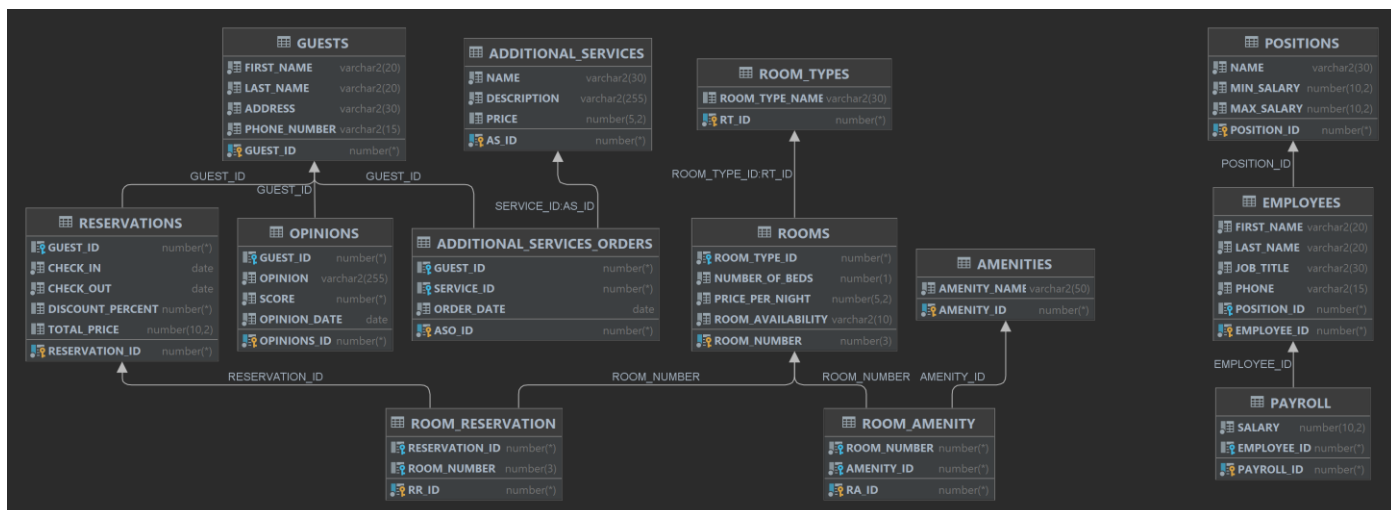 GUESTS
FIRST_NAME varchar2(20)
LAST_NAME varchar2(20)
ADDRESS varchar2(30)
PHONE_NUMBER varchar2(15)
GUEST_ID number(*)
ADDITIONAL_SERVICES
NAME varchar2(30)
DESCRIPTION varchar2(255)
PRICE number(5,2)
AS_ID number(*)
ROOM_TYPES
ROOM_TYPE_NAME varchar2(30)
RT_ID number(*)
POSITIONS
NAME varchar2(30)
MIN_SALARY number(10,2)
MAX_SALARY number(10,2)
POSITION_ID number(*)
GUEST_ID
GUEST_ID
GUEST_ID
SERVICE_ID:AS_ID
ROOM_TYPE_ID:RT_ID
POSITION_ID
RESERVATIONS
GUEST_ID number(*)
CHECK_IN date
CHECK_OUT date
DISCOUNT_PERCENT number(*)
TOTAL_PRICE number(10,2)
RESERVATION_ID number(*)
OPINIONS
GUEST_ID number(*)
OPINION varchar2(255)
SCORE number(*)
OPINION_DATE date
OPINIONS_ID number(*)
ADDITIONAL_SERVICES_ORDERS
GUEST_ID number(*)
SERVICE_ID number(*)
ORDER_DATE date
ASO_ID number(*)
ROOMS
ROOM_TYPE_ID number(*)
NUMBER_OF_BEDS number(1)
PRICE_PER_NIGHT number(5,2)
ROOM_AVAILABILITY varchar2(10)
ROOM_NUMBER number(3)
AMENITIES
AMENITY_NAME varchar2(50)
AMENITY_ID number(*)
EMPLOYEES
FIRST_NAME varchar2(20)
LAST_NAME varchar2(20)
JOB_TITLE varchar2(30)
PHONE varchar2(15)
POSITION_ID number(*)
EMPLOYEE_ID number(*)
RESERVATION_ID
ROOM_NUMBER
ROOM_NUMBER
AMENITY_ID
EMPLOYEE_ID
ROOM_RESERVATION
RESERVATION_ID number(*)
ROOM_NUMBER number(3)
RR_ID number(*)
ROOM_AMENITY
ROOM_NUMBER number(*)
AMENITY_ID number(*)
RA_ID number(*)
PAYROLL
SALARY number(10,2)
EMPLOYEE_ID number(*)
PAYROLL_ID number(*)